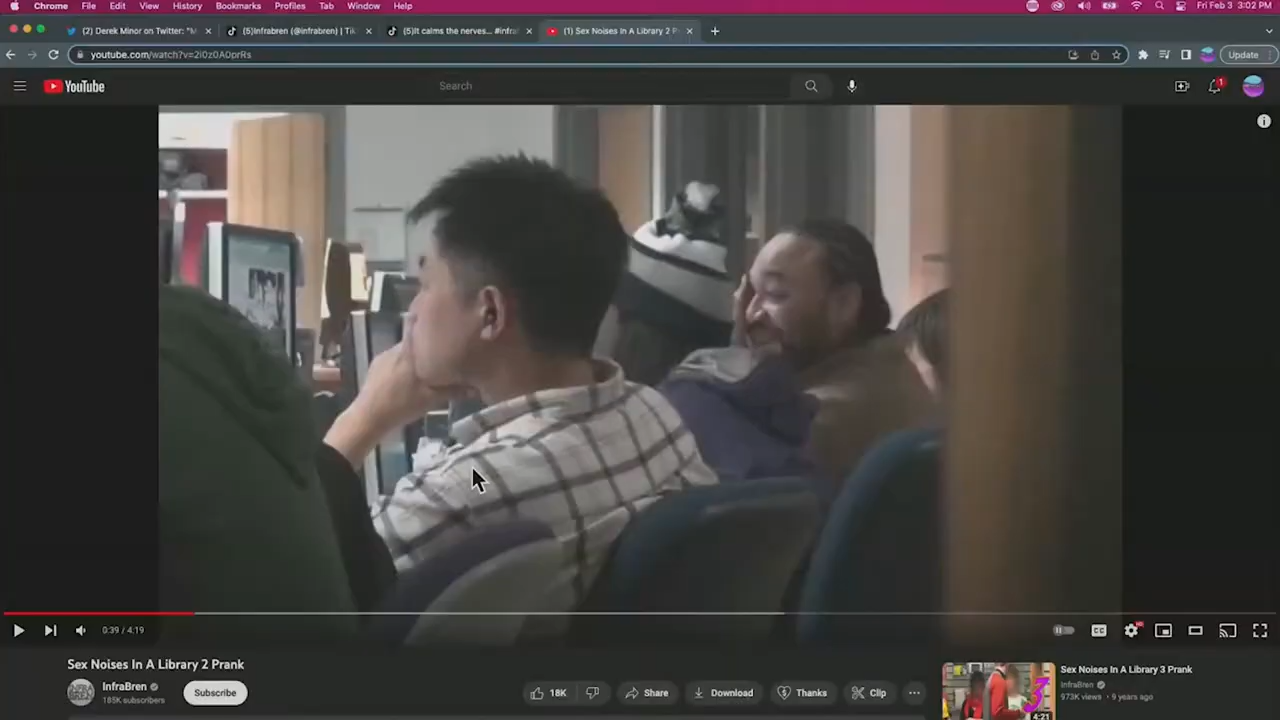 Chrome File Edit View History Bookmarks Profiles Tab Window Help Fri Feb 3 3:02 PM
(2) Derek Minor on Twitter: "M
(5)Infrabren (@infrabren) | Tik
(5)It calms the nerves... #infra
(1) Sex Noises In A Library 2 P
youtube.com/watch?v=2i0z0A0prRs
Update
YouTube
Search
1
0:39 / 4:19
Sex Noises In A Library 2 Prank
InfraBren
185K subscribers
Subscribe
18K
Share
Download
Thanks
Clip
Sex Noises In A Library 3 Prank
InfraBren
973K views • 9 years ago
3
4:21